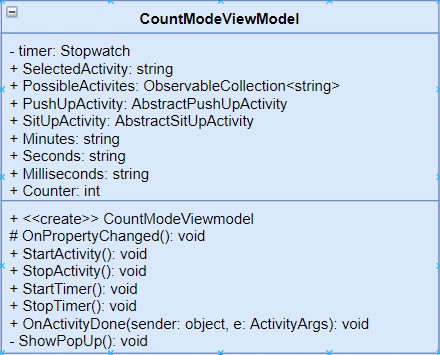 CountModeViewModel
- timer: Stopwatch
+ SelectedActivity: string
+ PossibleActivites: ObservableCollection<string>
+ PushUpActivity: AbstractPushUpActivity
+ SitUpActivity: AbstractSitUpActivity
+ Minutes: string
+ Seconds: string
+ Milliseconds: string
+ Counter: int
+ <<create>> CountModeViewmodel
# OnPropertyChanged(): void
+ StartActivity(): void
+ StopActivity(): void
+ StartTimer(): void
+ StopTimer(): void
+ OnActivityDone(sender: object, e: ActivityArgs): void
- ShowPopUp(): void